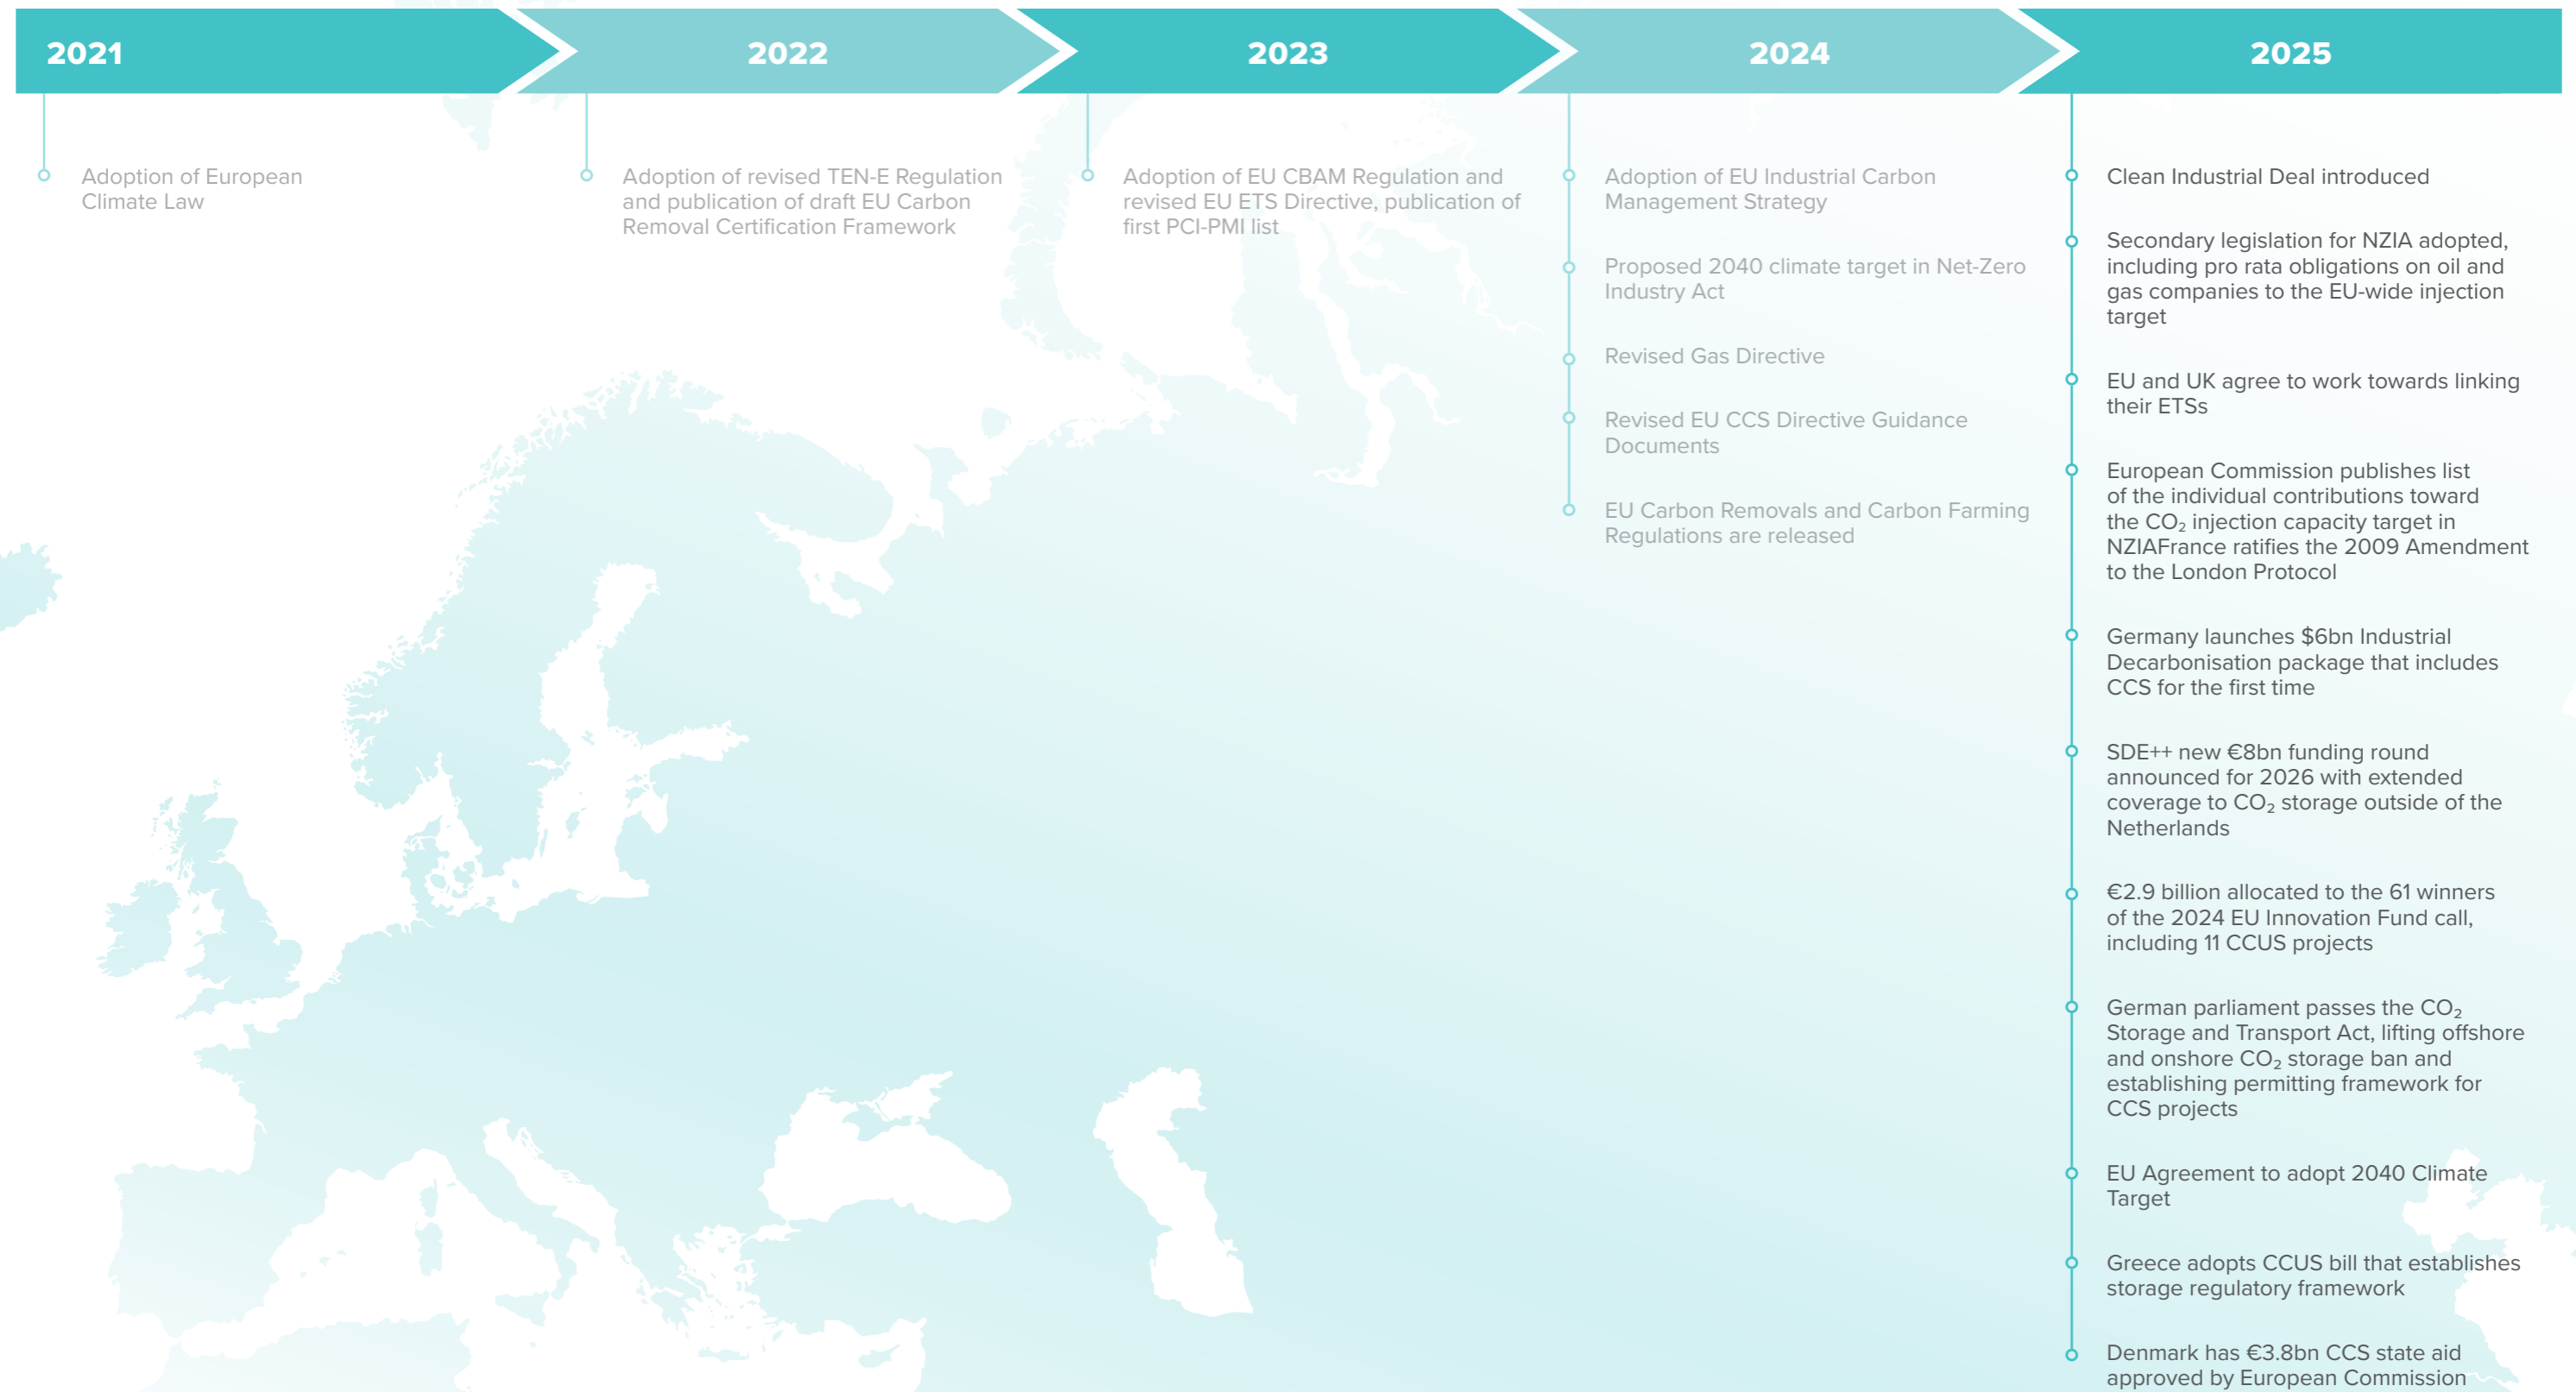 2021
2022
2023
2024
2025
Adoption of European
Climate Law
Adoption of revised TEN-E Regulation
and publication of draft EU Carbon
Removal Certification Framework
Adoption of EU CBAM Regulation and
revised EU ETS Directive, publication of
first PCI-PMI list
Adoption of EU Industrial Carbon
Management Strategy
Proposed 2040 climate target in Net-Zero
Industry Act
Revised Gas Directive
Revised EU CCS Directive Guidance
Documents
EU Carbon Removals and Carbon Farming
Regulations are released
Clean Industrial Deal introduced
Secondary legislation for NZIA adopted,
including pro rata obligations on oil and
gas companies to the EU-wide injection
target
EU and UK agree to work towards linking
their ETSs
European Commission publishes list
of the individual contributions toward
the CO₂ injection capacity target in
NZIAFrance ratifies the 2009 Amendment
to the London Protocol
Germany launches $6bn Industrial
Decarbonisation package that includes
CCS for the first time
SDE++ new €8bn funding round
announced for 2026 with extended
coverage to CO₂ storage outside of the
Netherlands
€2.9 billion allocated to the 61 winners
of the 2024 EU Innovation Fund call,
including 11 CCUS projects
German parliament passes the CO₂
Storage and Transport Act, lifting offshore
and onshore CO₂ storage ban and
establishing permitting framework for
CCS projects
EU Agreement to adopt 2040 Climate
Target
Greece adopts CCUS bill that establishes
storage regulatory framework
Denmark has €3.8bn CCS state aid
approved by European Commission